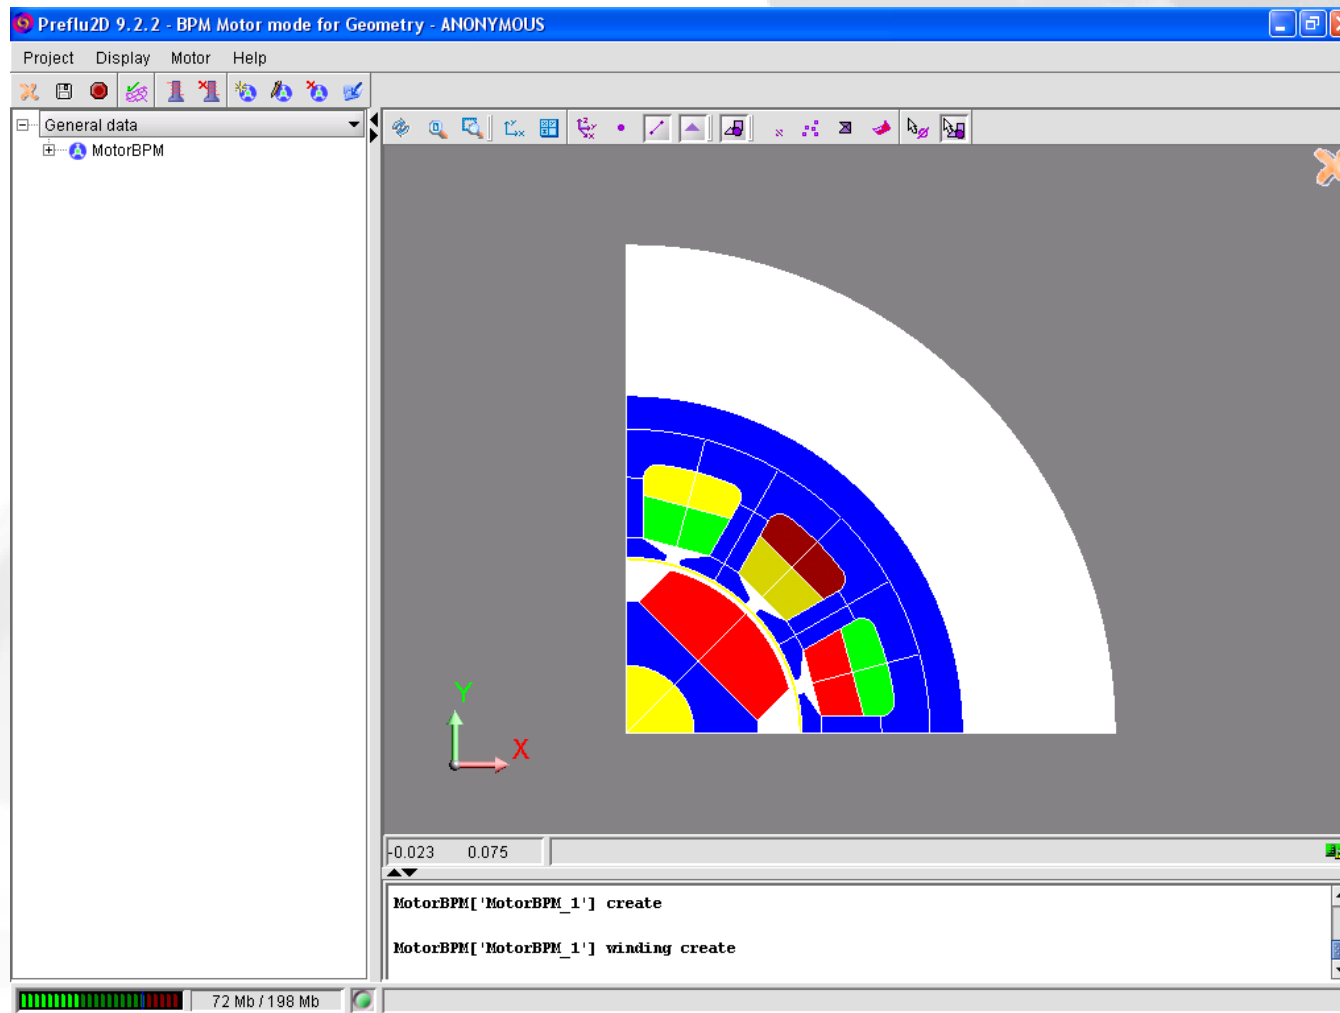 Preflu2D 9.2.2 - BPM Motor mode for Geometry - ANONYMOUS
Project Display Motor Help
General data
MotorBPM
Y
X
-0.023 0.075
MotorBPM['MotorBPM_1'] create
MotorBPM['MotorBPM_1'] winding create
72 Mb / 198 Mb